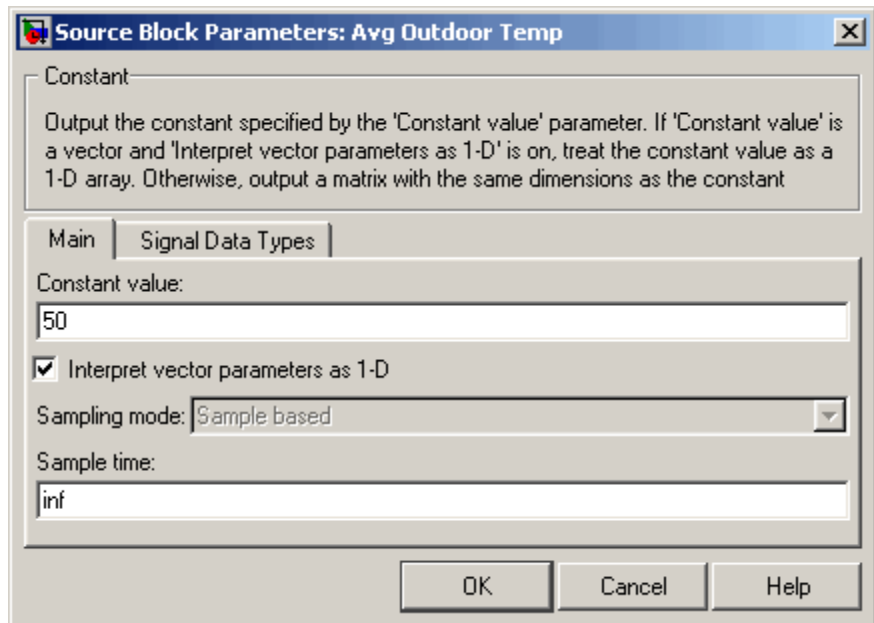 Source Block Parameters: Avg Outdoor Temp
Constant
Output the constant specified by the 'Constant value' parameter. If 'Constant value' is
a vector and 'Interpret vector parameters as 1-D' is on, treat the constant value as a
1-D array. Otherwise, output a matrix with the same dimensions as the constant
Main Signal Data Types
Constant value:
50
Interpret vector parameters as 1-D
Sampling mode: Sample based
Sample time:
inf
OK Cancel Help